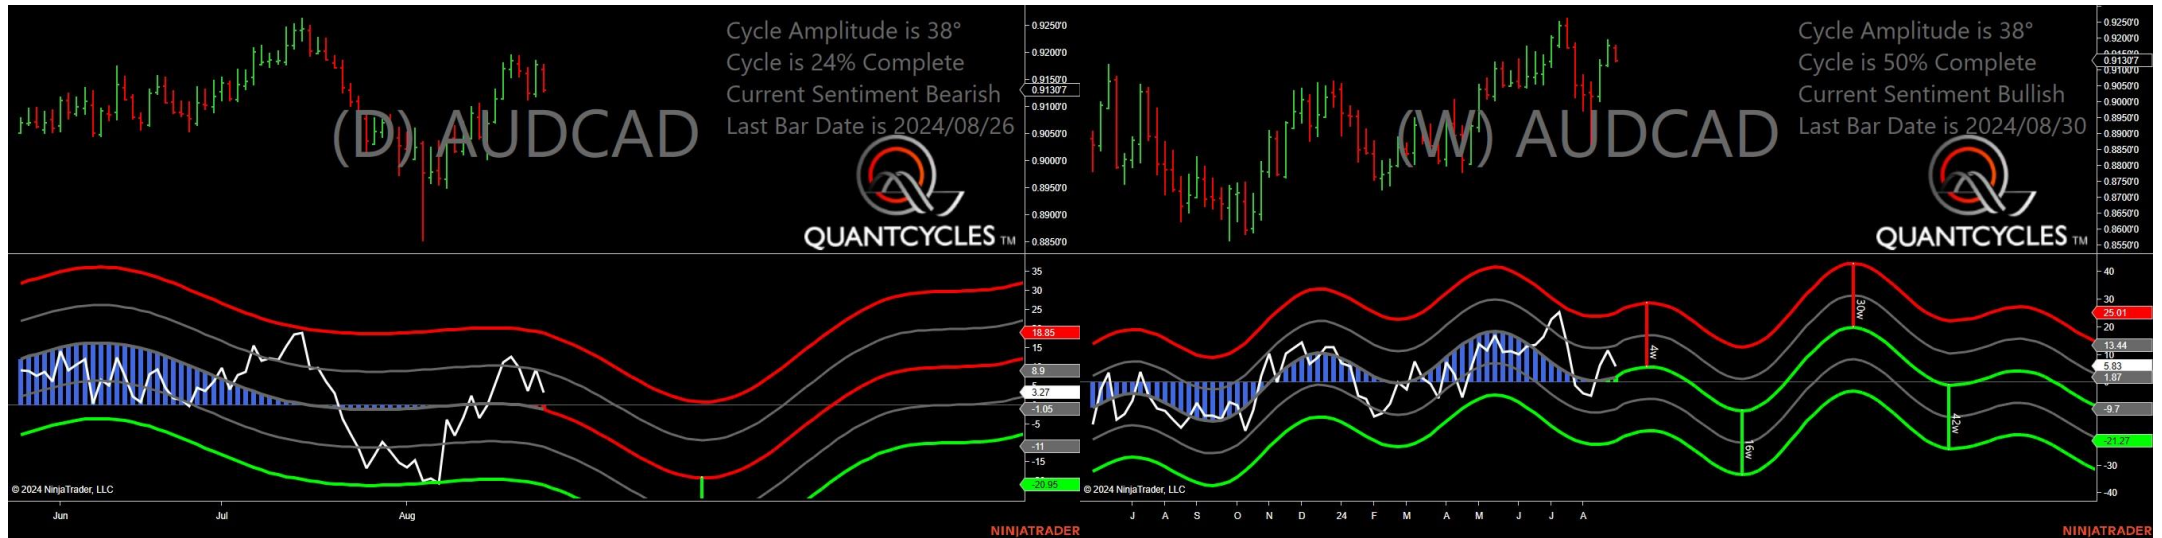 Cycle Amplitude is 38°
Cycle is 24% Complete
Current Sentiment Bearish
Last Bar Date is 2024/08/26
(D) AUDCAD
QUANTCYCLES TM
0.9250'0
0.9200'0
0.9150'0
0.9130'7
0.9100'0
0.9050'0
0.9000'0
0.8950'0
0.8900'0
0.8850'0
35
30
25
18.85
15
8.9
3.27
-1.05
-5
-11
-15
-20.95
© 2024 NinjaTrader, LLC
Jun Jul Aug
NINJATRADER
Cycle Amplitude is 38°
Cycle is 50% Complete
Current Sentiment Bullish
Last Bar Date is 2024/08/30
(W) AUDCAD
QUANTCYCLES TM
0.9250'0
0.9200'0
0.9130'7
0.9100'0
0.9050'0
0.9000'0
0.8950'0
0.8900'0
0.8850'0
0.8800'0
0.8750'0
0.8700'0
0.8650'0
0.8600'0
0.8550'0
4w
16w
30w
42w
40
30
25.01
20
13.44
10
5.83
1.87
-9.7
-21.27
-30
-40
© 2024 NinjaTrader, LLC
J A S O N D 24 F M A M J J A
NINJATRADER